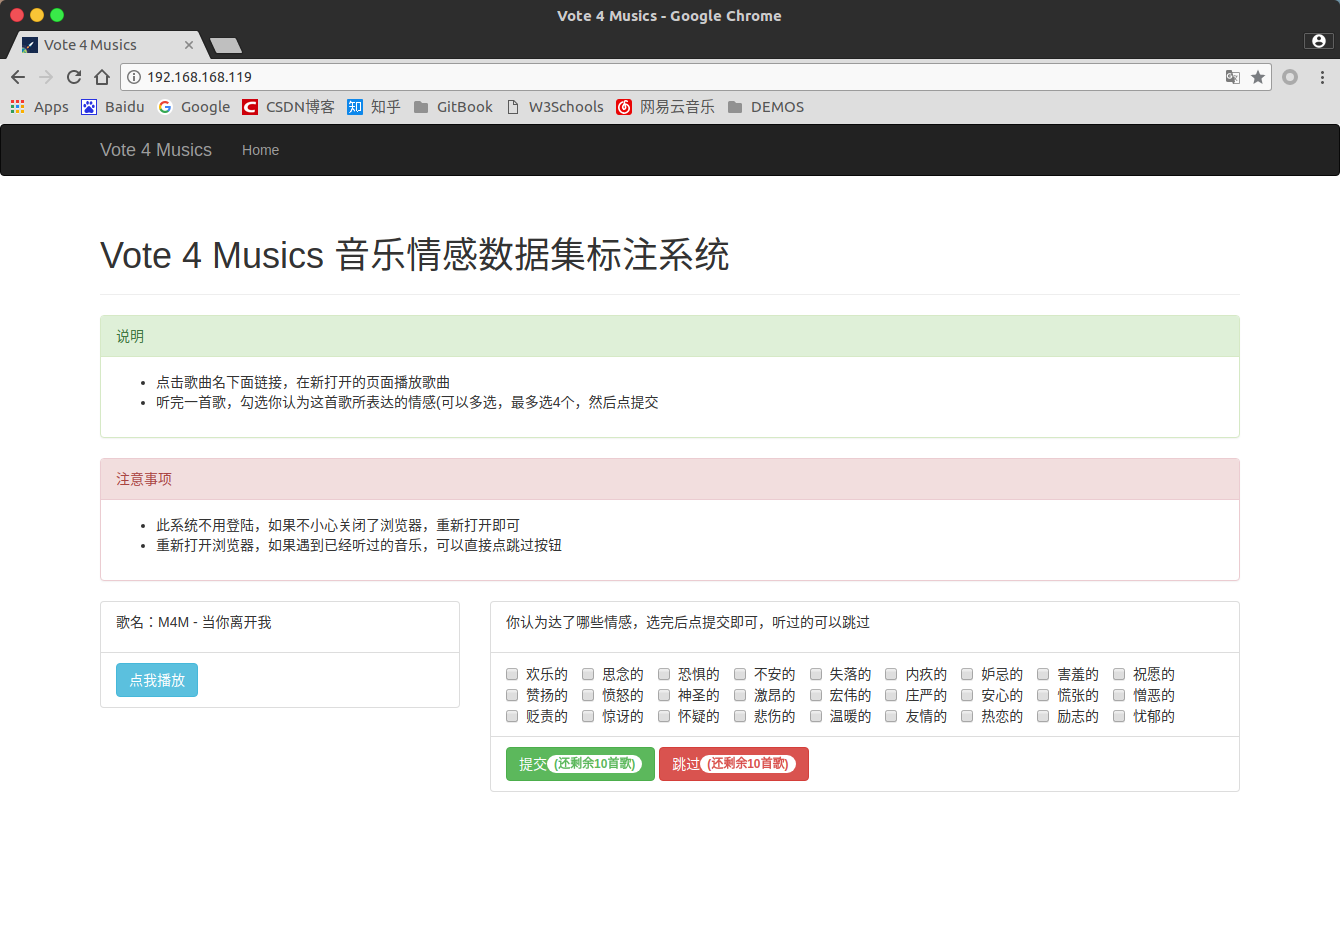 Vote 4 Musics - Google Chrome
Vote 4 Musics
192.168.168.119
Apps Baidu Google CSDN博客 知乎 GitBook W3Schools 网易云音乐 DEMOS
Vote 4 Musics Home
Vote 4 Musics 音乐情感数据集标注系统
说明
点击歌曲名下面链接，在新打开的页面播放歌曲
听完一首歌，勾选你认为这首歌所表达的情感(可以多选，最多选4个，然后点提交
注意事项
此系统不用登陆，如果不小心关闭了浏览器，重新打开即可
重新打开浏览器，如果遇到已经听过的音乐，可以直接点跳过按钮
歌名：M4M - 当你离开我
点我播放
你认为达了哪些情感，选完后点提交即可，听过的可以跳过
欢乐的 思念的 恐惧的 不安的 失落的 内疚的 妒忌的 害羞的 祝愿的
赞扬的 愤怒的 神圣的 激昂的 宏伟的 庄严的 安心的 慌张的 憎恶的
贬责的 惊讶的 怀疑的 悲伤的 温暖的 友情的 热恋的 励志的 忧郁的
提交(还剩余10首歌) 跳过(还剩余10首歌)